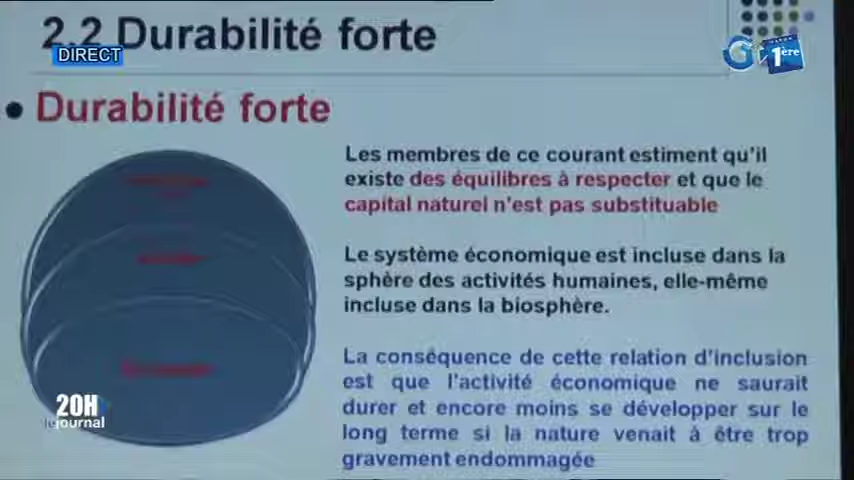 2.2 Durabilité forte
DIRECT
G 1ère
• Durabilité forte
Les membres de ce courant estiment qu'il
existe des équilibres à respecter et que le
capital naturel n'est pas substituable
Le système économique est incluse dans la
sphère des activités humaines, elle-même
incluse dans la biosphère.
La conséquence de cette relation d'inclusion
est que l'activité économique ne saurait
durer et encore moins se développer sur le
long terme si la nature venait à être trop
gravement endommagée
20H
le journal